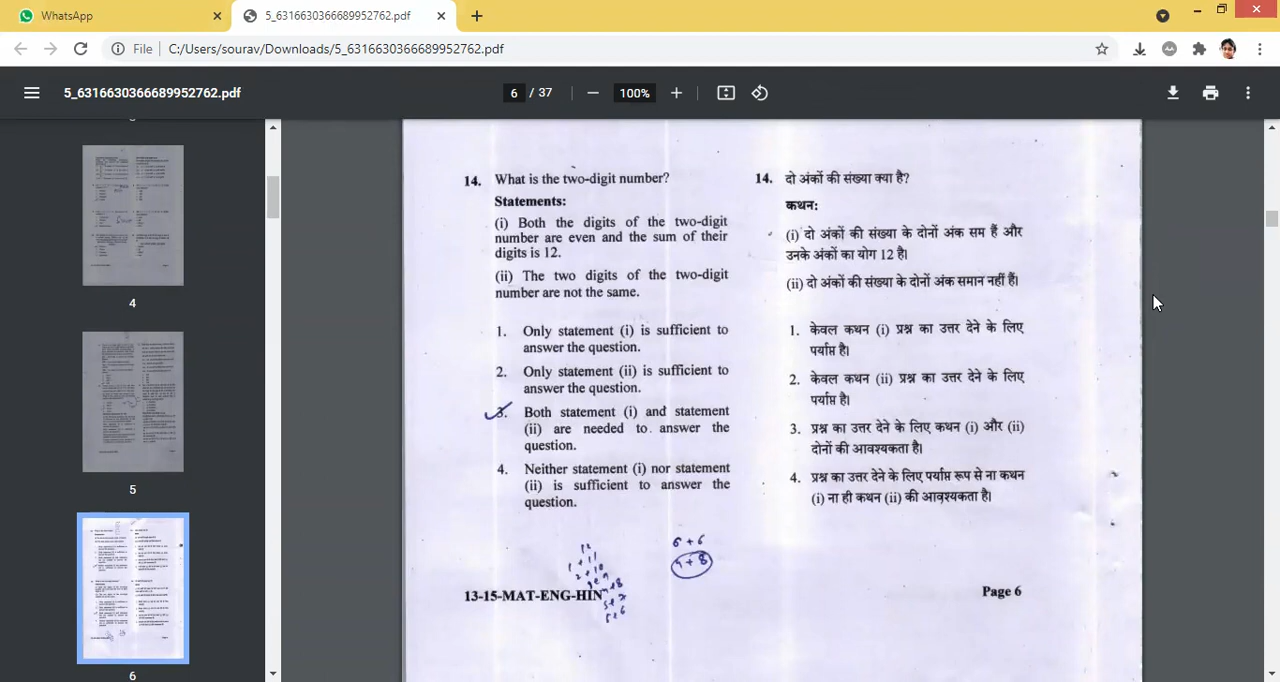 WhatsApp
5_6316630366689952762.pdf
File C:/Users/sourav/Downloads/5_6316630366689952762.pdf
5_6316630366689952762.pdf
6 / 37
100%
4
5
6
14. What is the two-digit number?
Statements:
(i) Both the digits of the two-digit
number are even and the sum of their
digits is 12.
(ii) The two digits of the two-digit
number are not the same.
1. Only statement (i) is sufficient to
answer the question.
2. Only statement (ii) is sufficient to
answer the question.
3. Both statement (i) and statement
(ii) are needed to answer the
question.
4. Neither statement (i) nor statement
(ii) is sufficient to answer the
question.
6+6
13-15-MAT-ENG-HIN
14. दो अंकों की संख्या क्या है?
कथन:
(i) दो अंकों की संख्या के दोनों अंक सम हैं और
उनके अंकों का योग 12 है।
(ii) दो अंकों की संख्या के दोनों अंक समान नहीं हैं।
1. केवल कथन (i) प्रश्न का उत्तर देने के लिए
पर्याप्त है।
2. केवल कथन (ii) प्रश्न का उत्तर देने के लिए
पर्याप्त है।
3. प्रश्न का उत्तर देने के लिए कथन (i) और (ii)
दोनों की आवश्यकता है।
4. प्रश्न का उत्तर देने के लिए पर्याप्त रूप से ना कथन
(i) ना ही कथन (ii) की आवश्यकता है।
Page 6